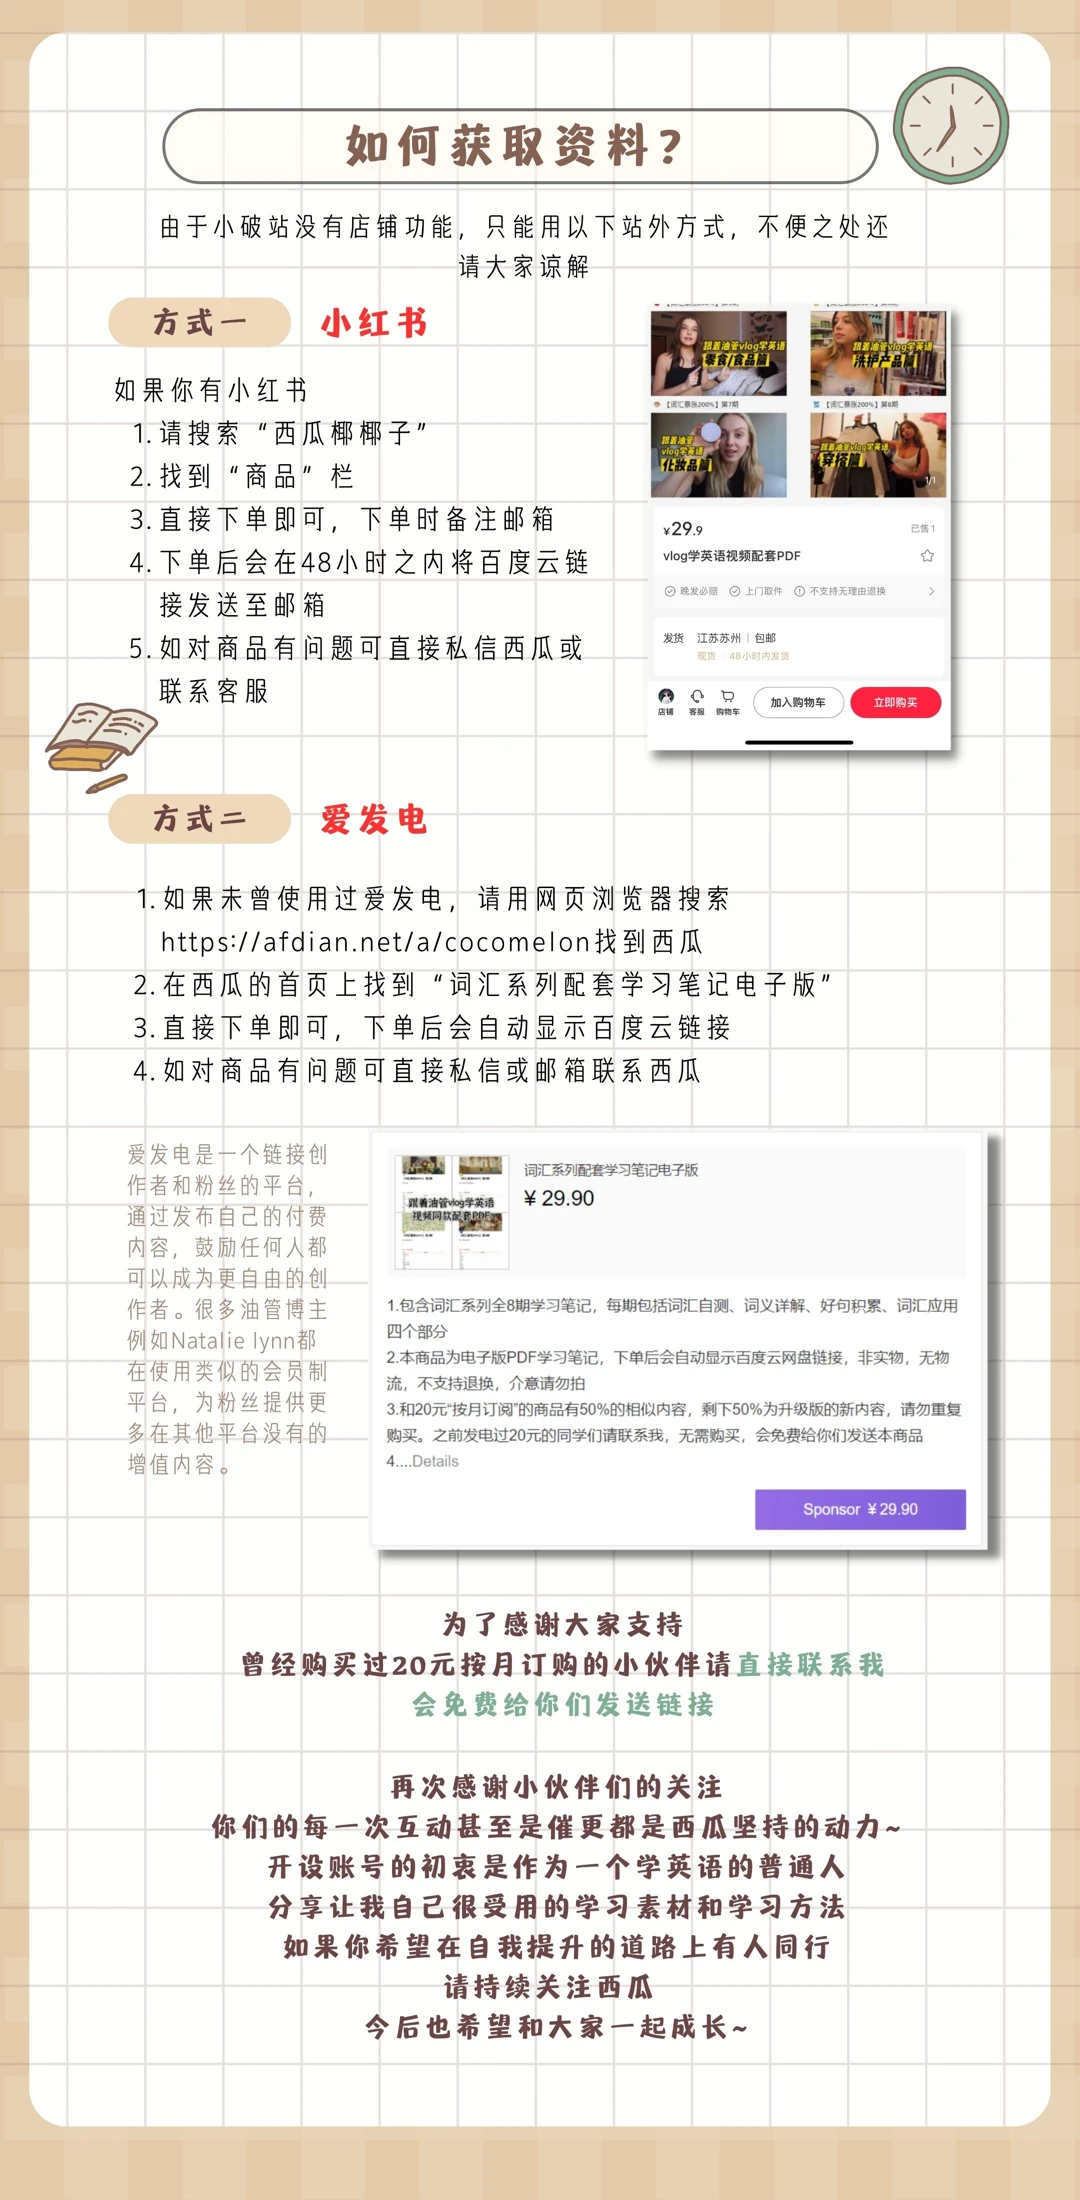 如何获取资料？
由于小破站没有店铺功能，只能用以下站外方式，不便之处还
请大家谅解
方式一
小红书
如果你有小红书
1. 请搜索“西瓜椰椰子”
2. 找到“商品”栏
3. 直接下单即可，下单时备注邮箱
4. 下单后会在48小时之内将百度云链
接发送至邮箱
5. 如对商品有问题可直接私信西瓜或
联系客服
跟着油管vlog学英语
零食/食品篇
跟着油管vlog学英语
洗护产品篇
【词汇暴涨200%】第7期
【词汇暴涨200%】第8期
跟着油管
vlog学英语
化妆品篇
跟着油管vlog学英语
穿搭篇
1/1
¥29.9
已售1
vlog学英语视频配套PDF
晚发必赔 上门取件 不支持无理由退换
发货 江苏苏州 | 包邮
现货 48小时内发货
店铺 客服 购物车 加入购物车 立即购买
方式二
爱发电
1. 如果未曾使用过爱发电，请用网页浏览器搜索
https://afdian.net/a/cocomelon找到西瓜
2. 在西瓜的首页上找到“词汇系列配套学习笔记电子版”
3. 直接下单即可，下单后会自动显示百度云链接
4. 如对商品有问题可直接私信或邮箱联系西瓜
爱发电是一个链接创
作者和粉丝的平台，
通过发布自己的付费
内容，鼓励任何人都
可以成为更自由的创
作者。很多油管博主
例如Natalie lynn都
在使用类似的会员制
平台，为粉丝提供更
多在其他平台没有的
增值内容。
跟着油管vlog学英语
视频同款配套PDF
词汇系列配套学习笔记电子版
¥ 29.90
1.包含词汇系列全8期学习笔记，每期包括词汇自测、词义详解、好句积累、词汇应用
四个部分
2.本商品为电子版PDF学习笔记，下单后会自动显示百度云网盘链接，非实物，无物
流，不支持退换，介意请勿拍
3.和20元“按月订阅”的商品有50%的相似内容，剩下50%为升级版的新内容，请勿重复
购买。之前发电过20元的同学们请联系我，无需购买，会免费给你们发送本商品
4....Details
Sponsor ¥29.90
为了感谢大家支持
曾经购买过20元按月订购的小伙伴请直接联系我
会免费给你们发送链接
再次感谢小伙伴们的关注
你们的每一次互动甚至是催更都是西瓜坚持的动力~
开设账号的初衷是作为一个学英语的普通人
分享让我自己很受用的学习素材和学习方法
如果你希望在自我提升的道路上有人同行
请持续关注西瓜
今后也希望和大家一起成长~